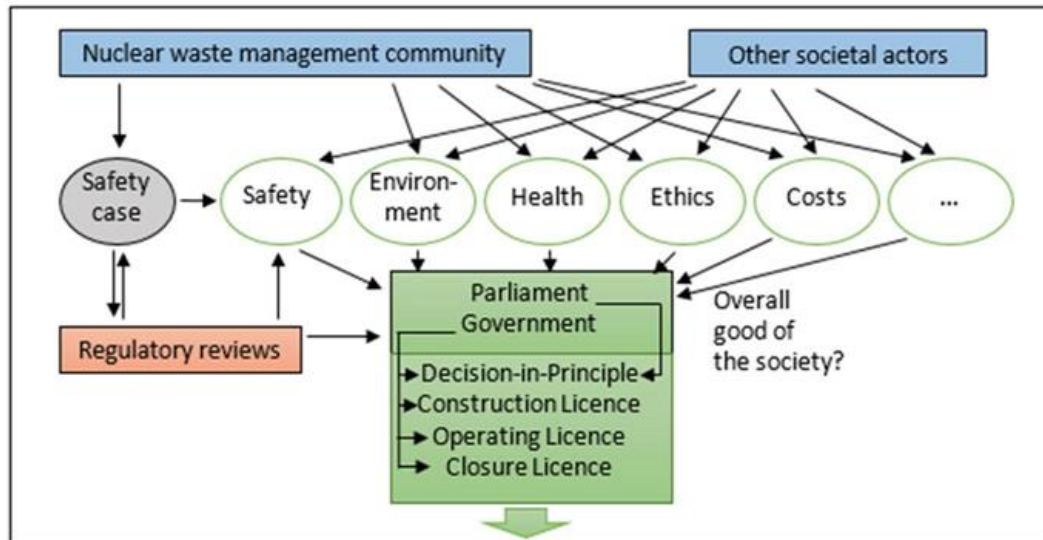 Nuclear waste management community
Other societal actors
Safety
case
Safety
Environ-
ment
Health
Ethics
Costs
...
Parliament
Government
Overall
good of
the society?
Regulatory reviews
Decision-in-Principle
Construction Licence
Operating Licence
Closure Licence